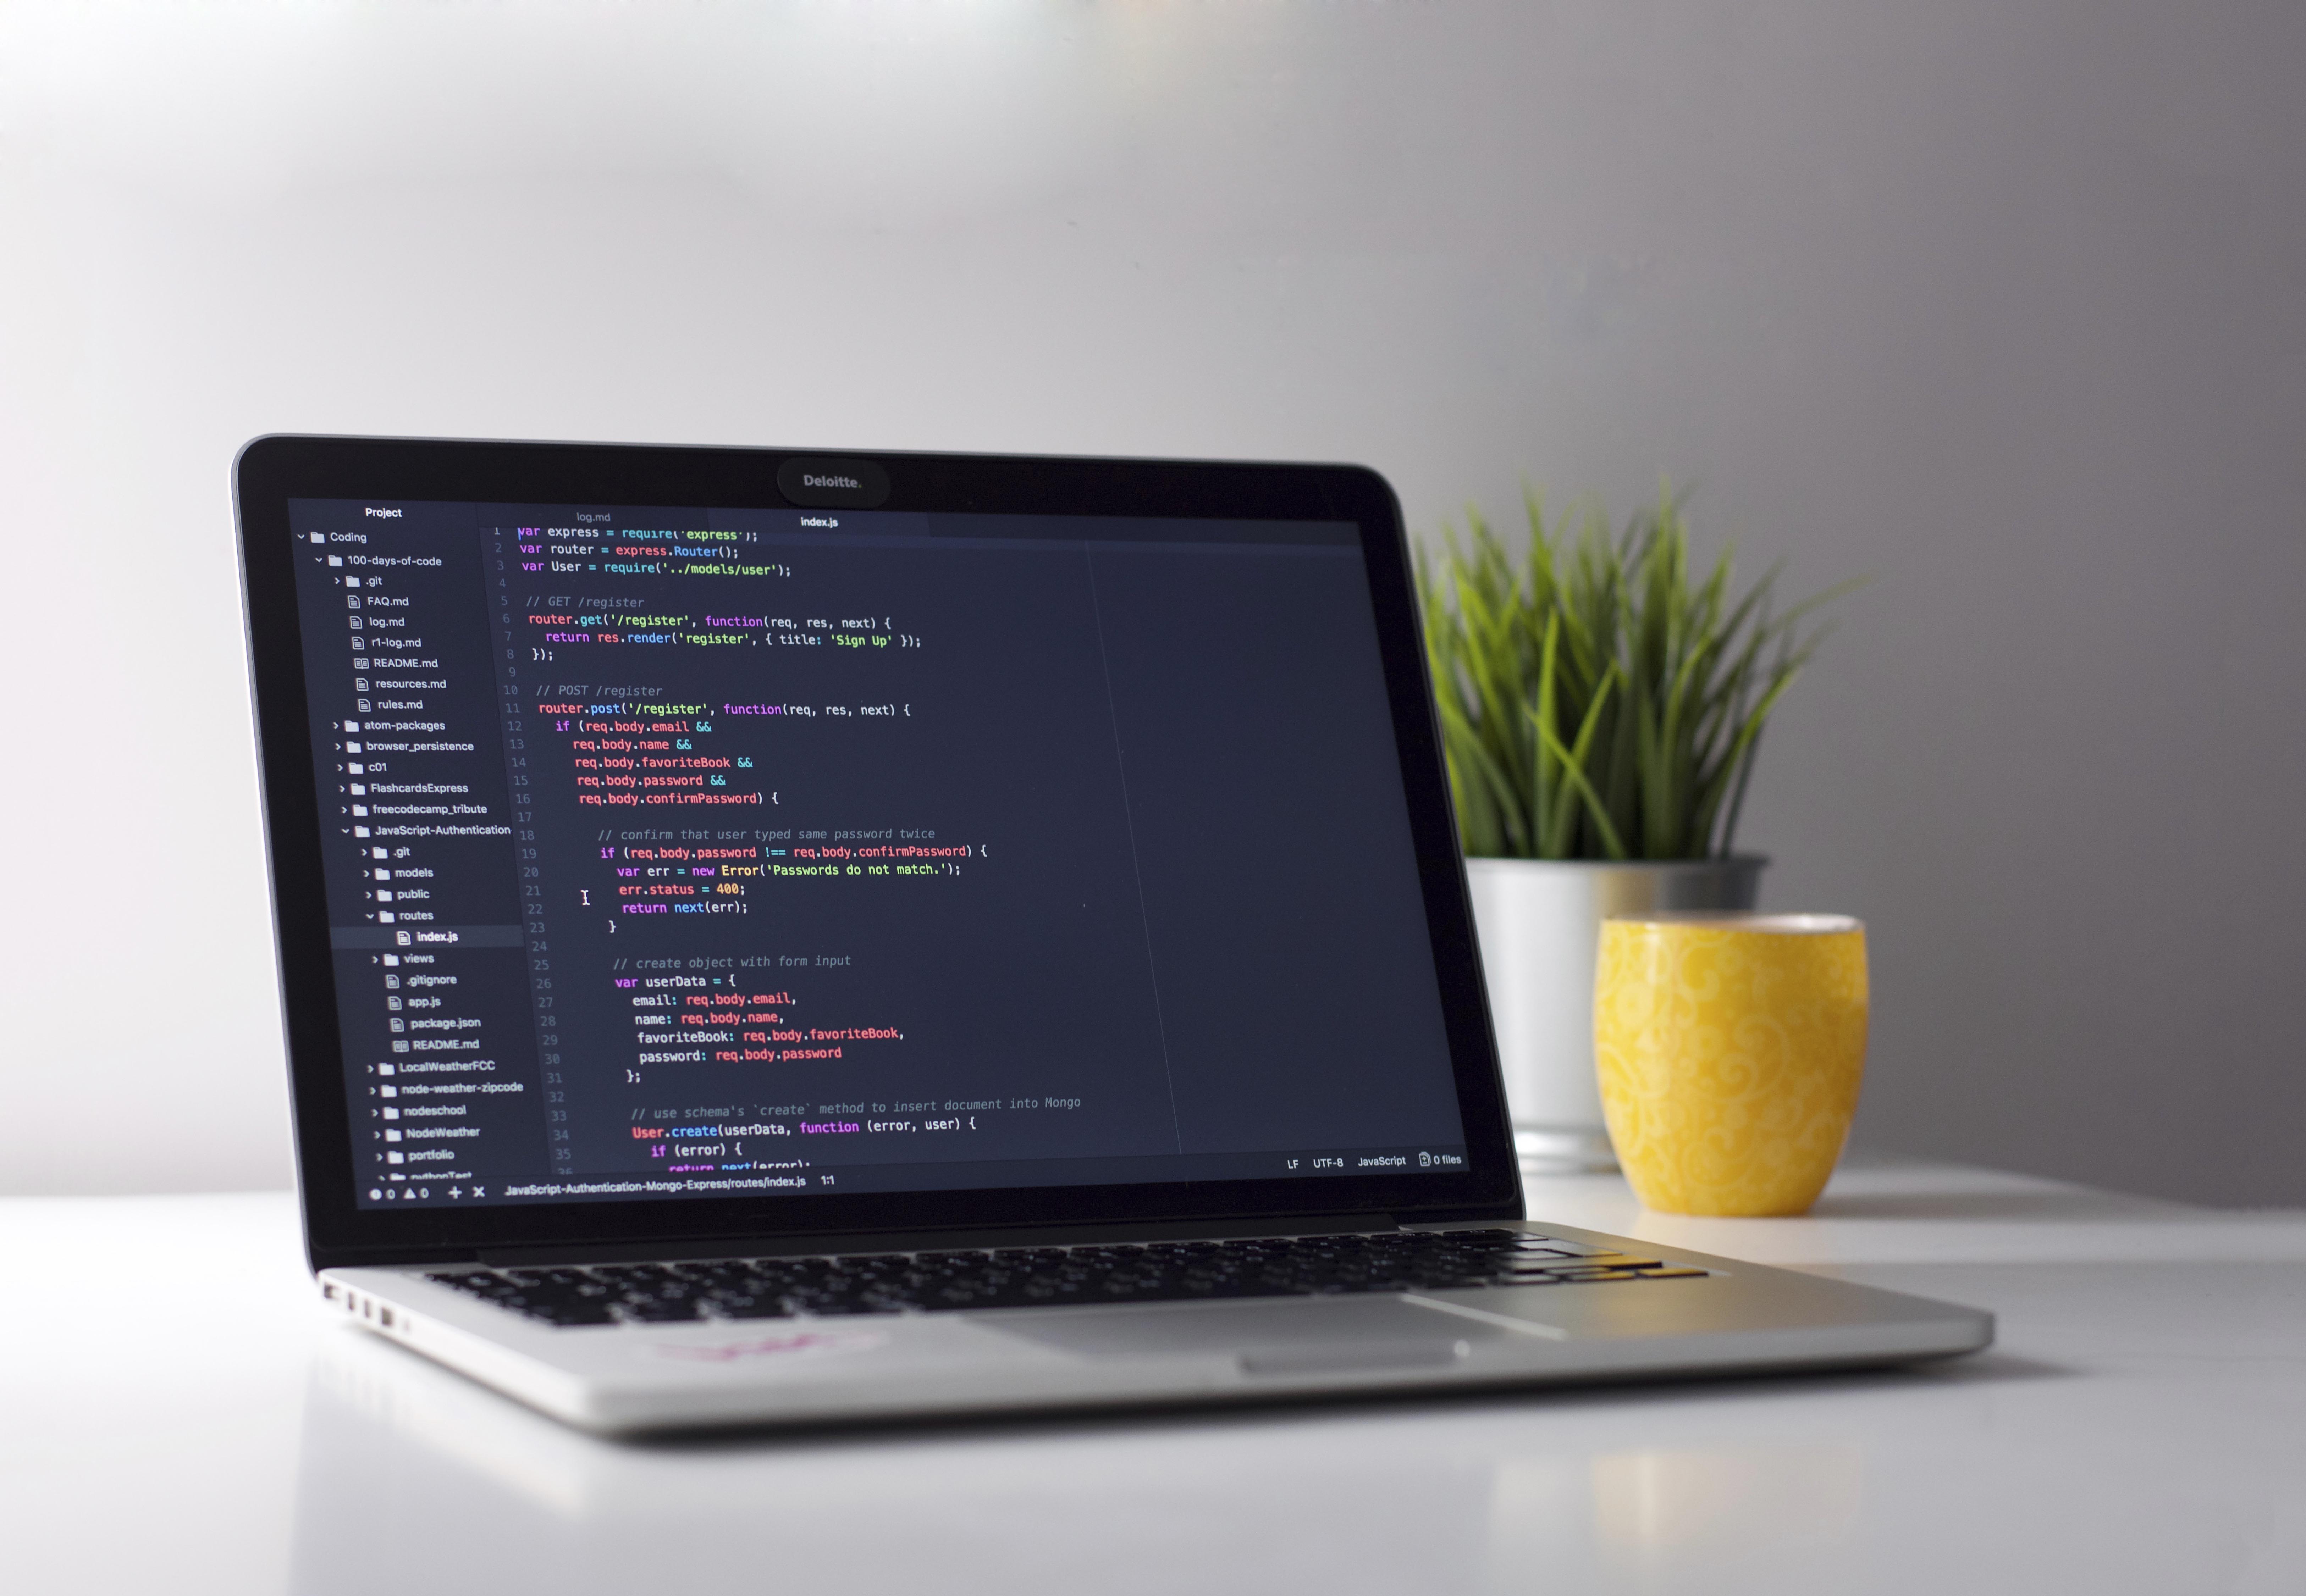 Deloitte.
Project
Coding
100-days-of-code
.git
FAQ.md
log.md
r1-log.md
README.md
resources.md
rules.md
atom-packages
browser_persistence
c01
FlashcardsExpress
freecodecamp_tribute
JavaScript-Authentication
.git
models
public
routes
index.js
views
.gitignore
app.js
package.json
README.md
LocalWeatherFCC
node-weather-zipcode
nodeschool
NodeWeather
portfolio
pythonTest
log.md
index.js
1 var express = require('express');
2 var router = express.Router();
3 var User = require('../models/user');
4
5 // GET /register
6 router.get('/register', function(req, res, next) {
7 return res.render('register', { title: 'Sign Up' });
8 });
9
10 // POST /register
11 router.post('/register', function(req, res, next) {
12 if (req.body.email &&
13 req.body.name &&
14 req.body.favoriteBook &&
15 req.body.password &&
16 req.body.confirmPassword) {
17
18 // confirm that user typed same password twice
19 if (req.body.password !== req.body.confirmPassword) {
20 var err = new Error('Passwords do not match.');
21 err.status = 400;
22 return next(err);
23 }
24
25 // create object with form input
26 var userData = {
27 email: req.body.email,
28 name: req.body.name,
29 favoriteBook: req.body.favoriteBook,
30 password: req.body.password
31 };
32
33 // use schema's `create` method to insert document into Mongo
34 User.create(userData, function (error, user) {
35 if (error) {
36 return next(error);
0 0 JavaScript-Authentication-Mongo-Express/routes/index.js 1:1 LF UTF-8 JavaScript 0 files